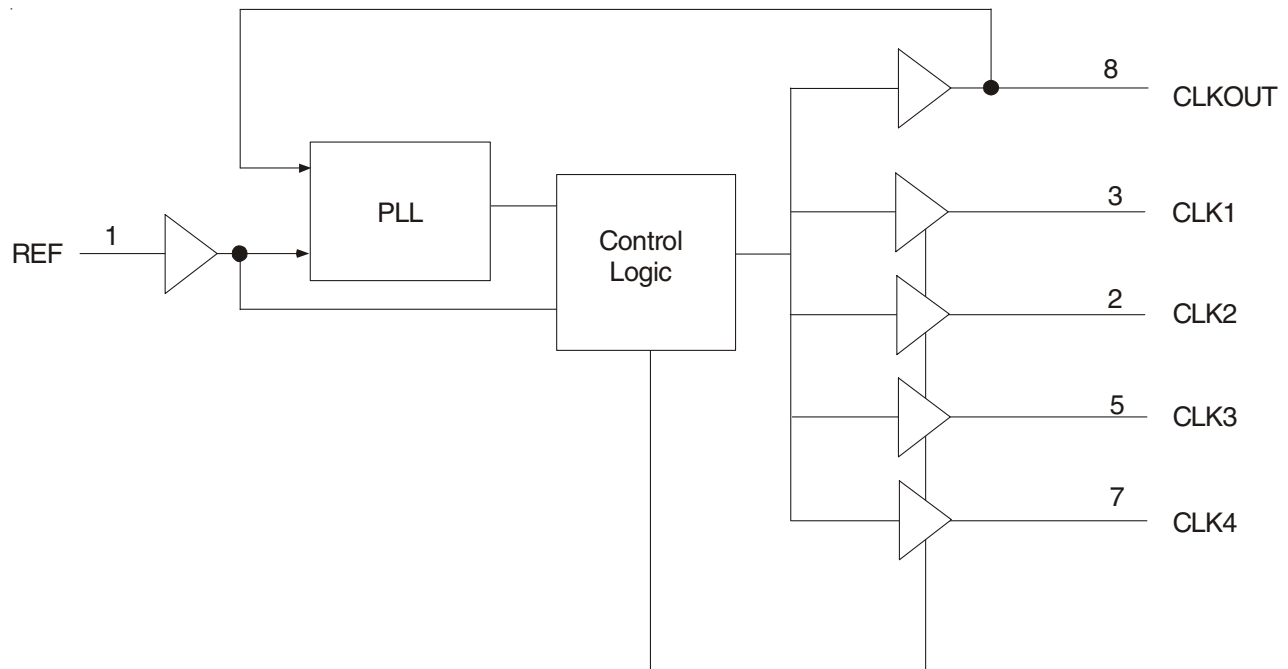 8
CLKOUT
PLL
3
CLK1
REF
1
Control
Logic
2
CLK2
5
CLK3
7
CLK4